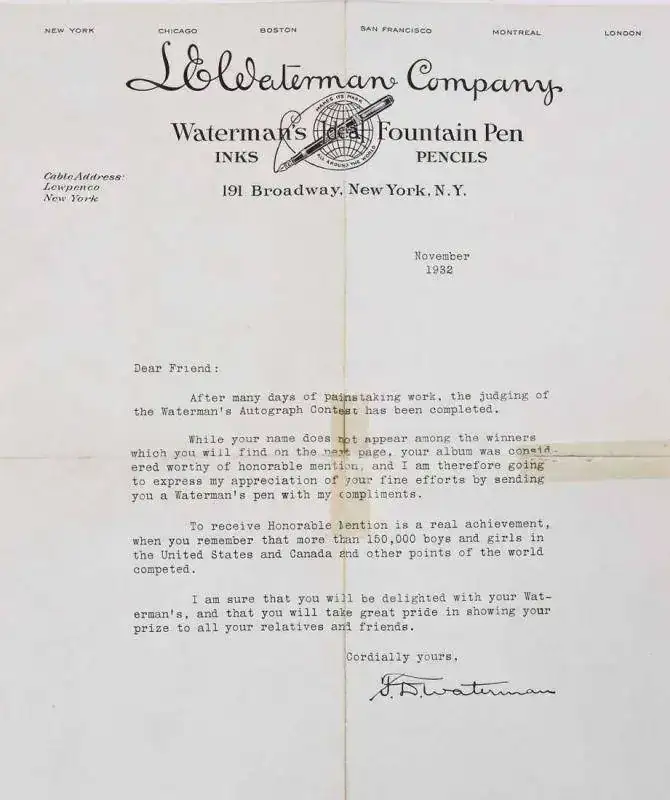 NEW YORK CHICAGO BOSTON SAN FRANCISCO MONTREAL LONDON
L E Waterman Company
MAKES ITS MARK
Waterman's Ideal Fountain Pen
ALL AROUND THE WORLD
INKS PENCILS
Cable Address:
Lewpenco
New York
191 Broadway, New York, N.Y.
November
1932
Dear Friend:
After many days of painstaking work, the judging of
the Waterman's Autograph Contest has been completed.
While your name does not appear among the winners
which you will find on the next page, your album was consid-
ered worthy of honorable mention, and I am therefore going
to express my appreciation of your fine efforts by sending
you a Waterman's pen with my compliments.
To receive Honorable Mention is a real achievement,
when you remember that more than 150,000 boys and girls in
the United States and Canada and other points of the world
competed.
I am sure that you will be delighted with your Wat-
erman's, and that you will take great pride in showing your
prize to all your relatives and friends.
Cordially yours,
F. D. Waterman